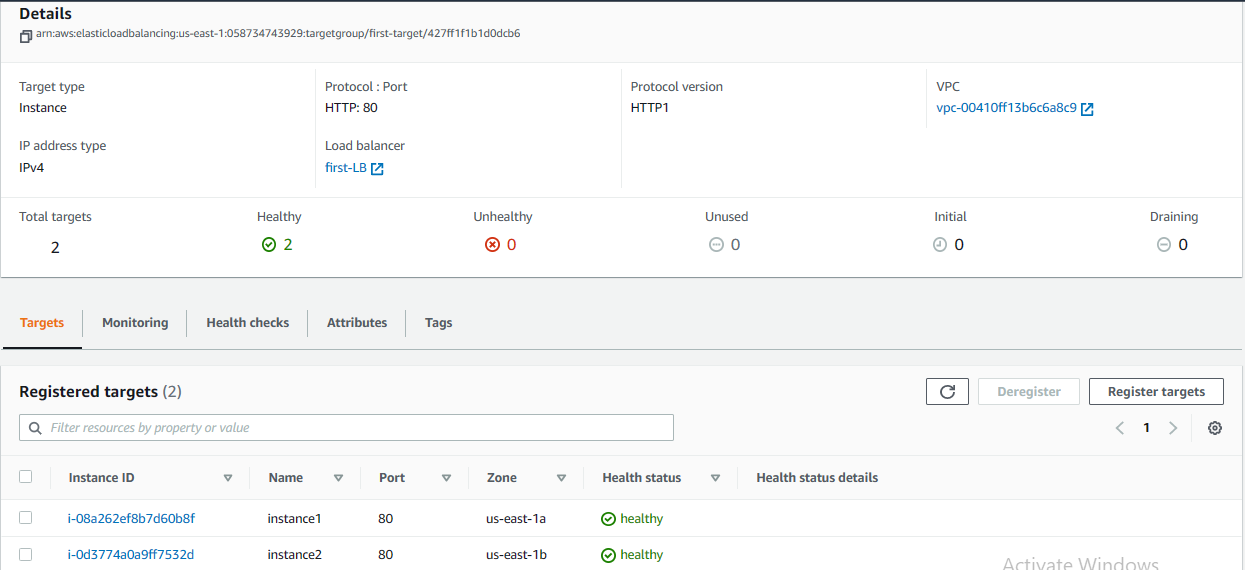 Details
arn:aws:elasticloadbalancing:us-east-1:058734743929:targetgroup/first-target/427ff1f1b1d0dcb6
Target type
Instance
Protocol : Port
HTTP: 80
Protocol version
HTTP1
VPC
vpc-00410ff13b6c6a8c9
IP address type
IPv4
Load balancer
first-LB
Total targets
2
Healthy
2
Unhealthy
0
Unused
0
Initial
0
Draining
0
Targets Monitoring Health checks Attributes Tags
Registered targets (2)
Deregister
Register targets
Filter resources by property or value
1
Instance ID Name Port Zone Health status Health status details
i-08a262ef8b7d60b8f instance1 80 us-east-1a healthy
i-0d3774a0a9ff7532d instance2 80 us-east-1b healthy
Activate Windows